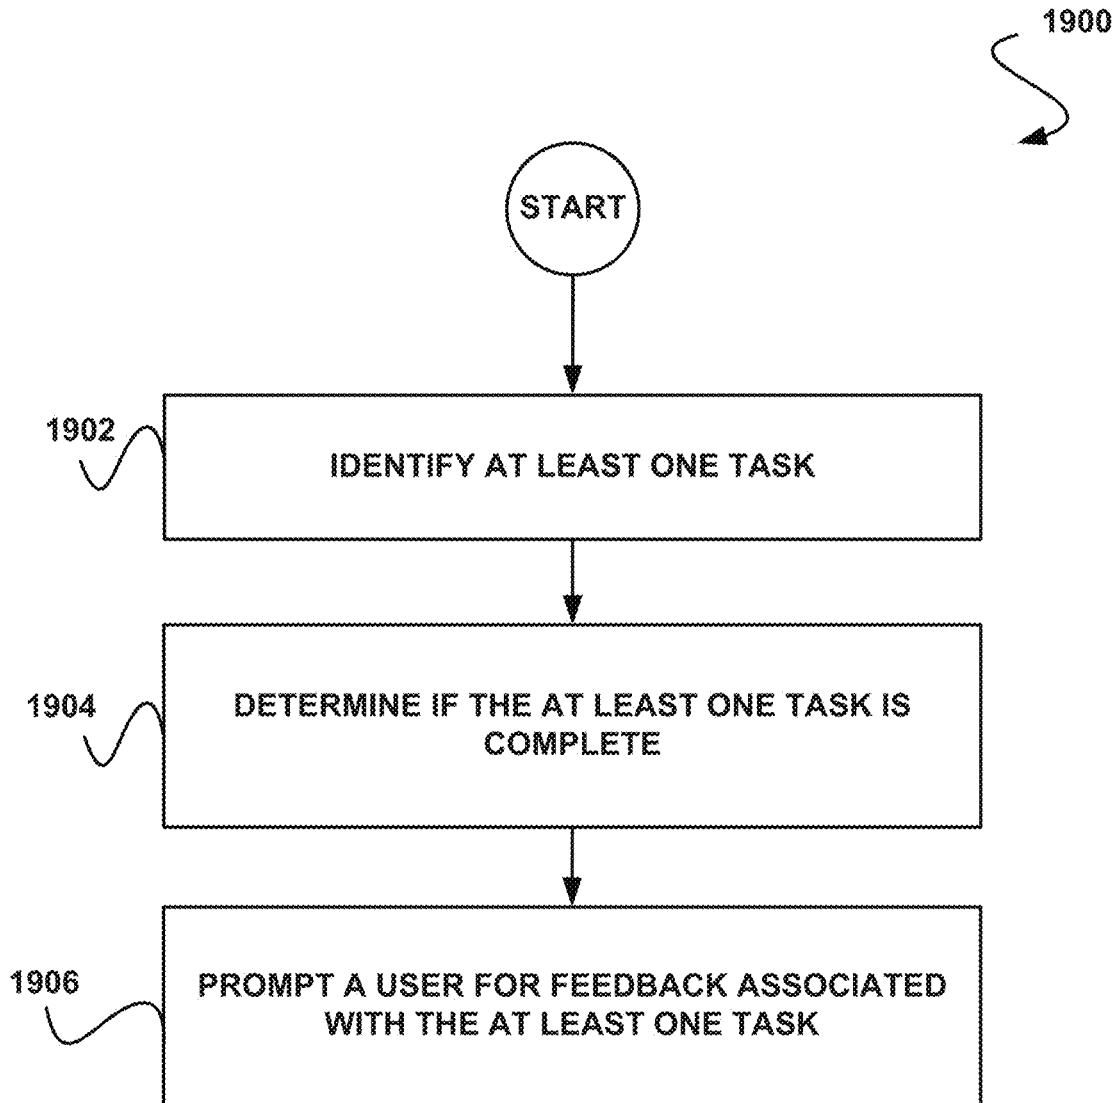 1900
START
1902
IDENTIFY AT LEAST ONE TASK
1904
DETERMINE IF THE AT LEAST ONE TASK IS
COMPLETE
1906
PROMPT A USER FOR FEEDBACK ASSOCIATED
WITH THE AT LEAST ONE TASK